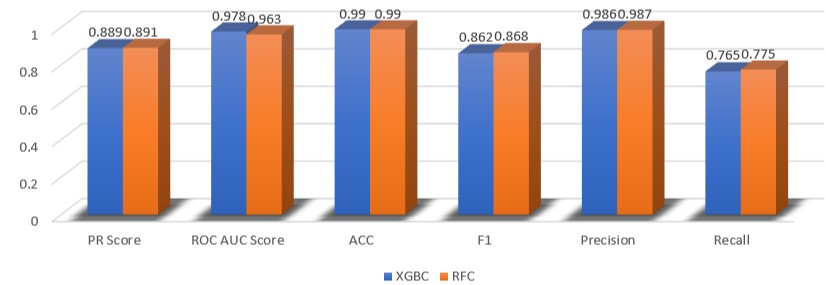 0.889 0.891 0.978 0.963 0.99 0.99 0.862 0.868 0.986 0.987 0.765 0.775
1
0.8
0.6
0.4
0.2
0
PR Score ROC AUC Score ACC F1 Precision Recall
XGBC RFC